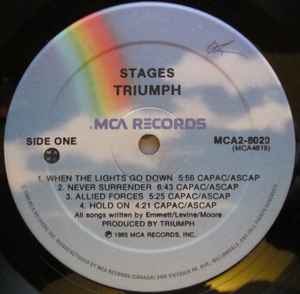 STAGES
TRIUMPH
MCA RECORDS
SIDE ONE
MCA2-8020
1. WHEN THE LIGHTS GO DOWN 5:56 CAPAC/ASCAP
2. NEVER SURRENDER 6:43 CAPAC/ASCAP
3. ALLIED FORCES 5:25 CAPAC/ASCAP
4. HOLD ON 4:21 CAPAC/ASCAP
All songs written by Emmett/Levine/Moore
PRODUCED BY TRIUMPH
℗ 1985 MCA RECORDS, INC.